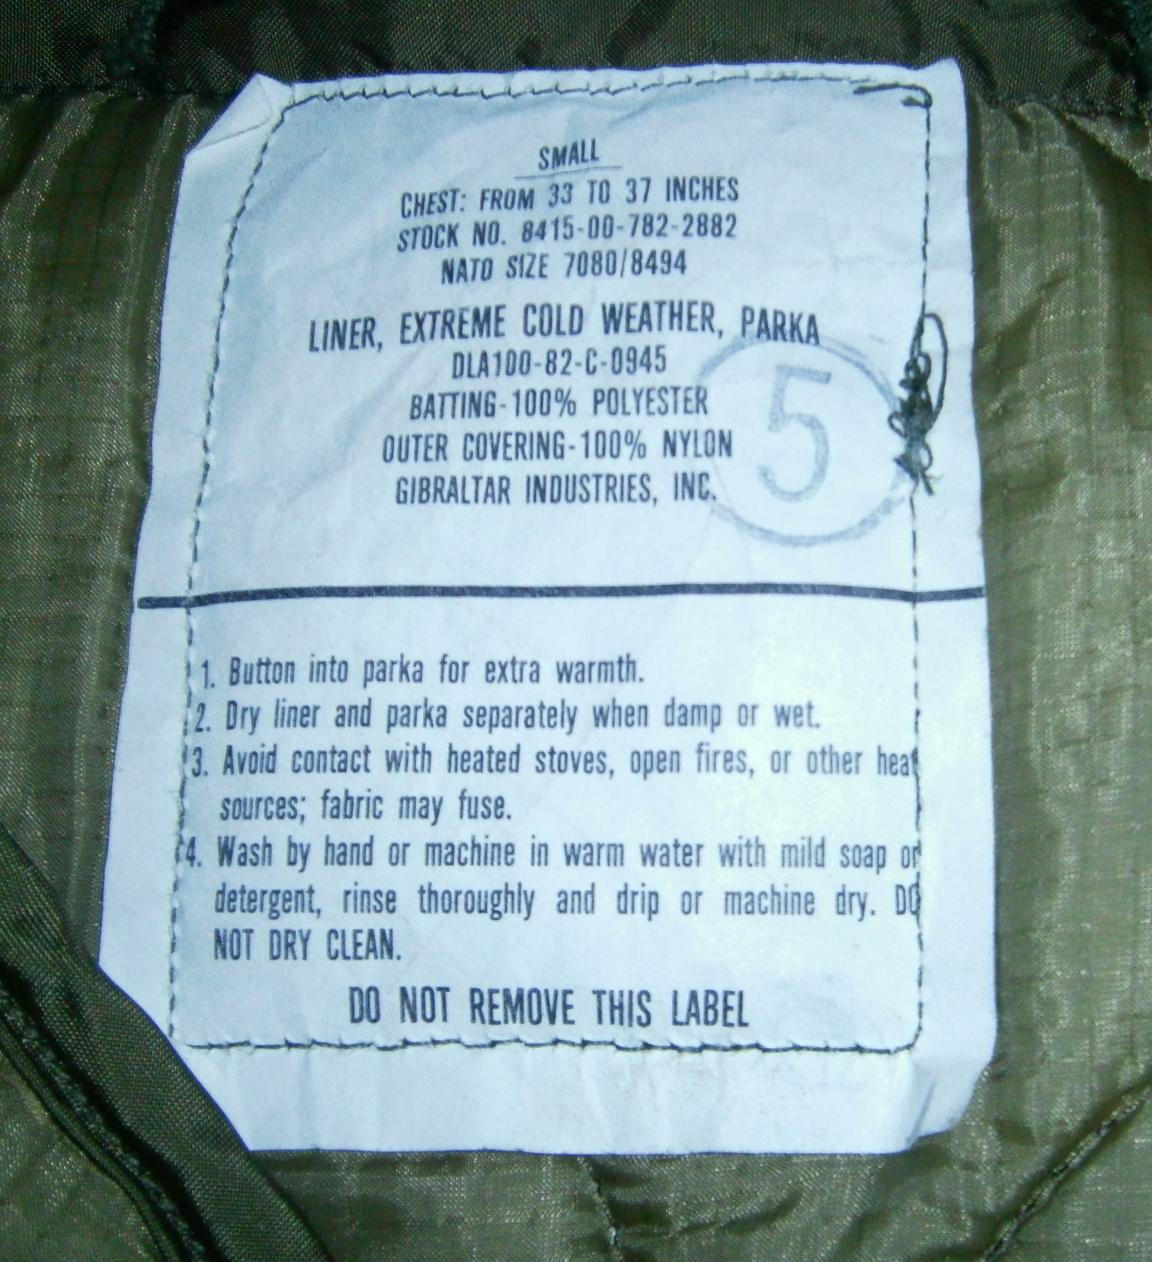 SMALL
CHEST: FROM 33 TO 37 INCHES
STOCK NO. 8415-00-782-2882
NATO SIZE 7080/8494
LINER, EXTREME COLD WEATHER, PARKA
DLA100-82-C-0945
BATTING-100% POLYESTER
OUTER COVERING-100% NYLON
GIBRALTAR INDUSTRIES, INC.
5
1. Button into parka for extra warmth.
2. Dry liner and parka separately when damp or wet.
3. Avoid contact with heated stoves, open fires, or other heat
sources; fabric may fuse.
4. Wash by hand or machine in warm water with mild soap or
detergent, rinse thoroughly and drip or machine dry. DO
NOT DRY CLEAN.
DO NOT REMOVE THIS LABEL